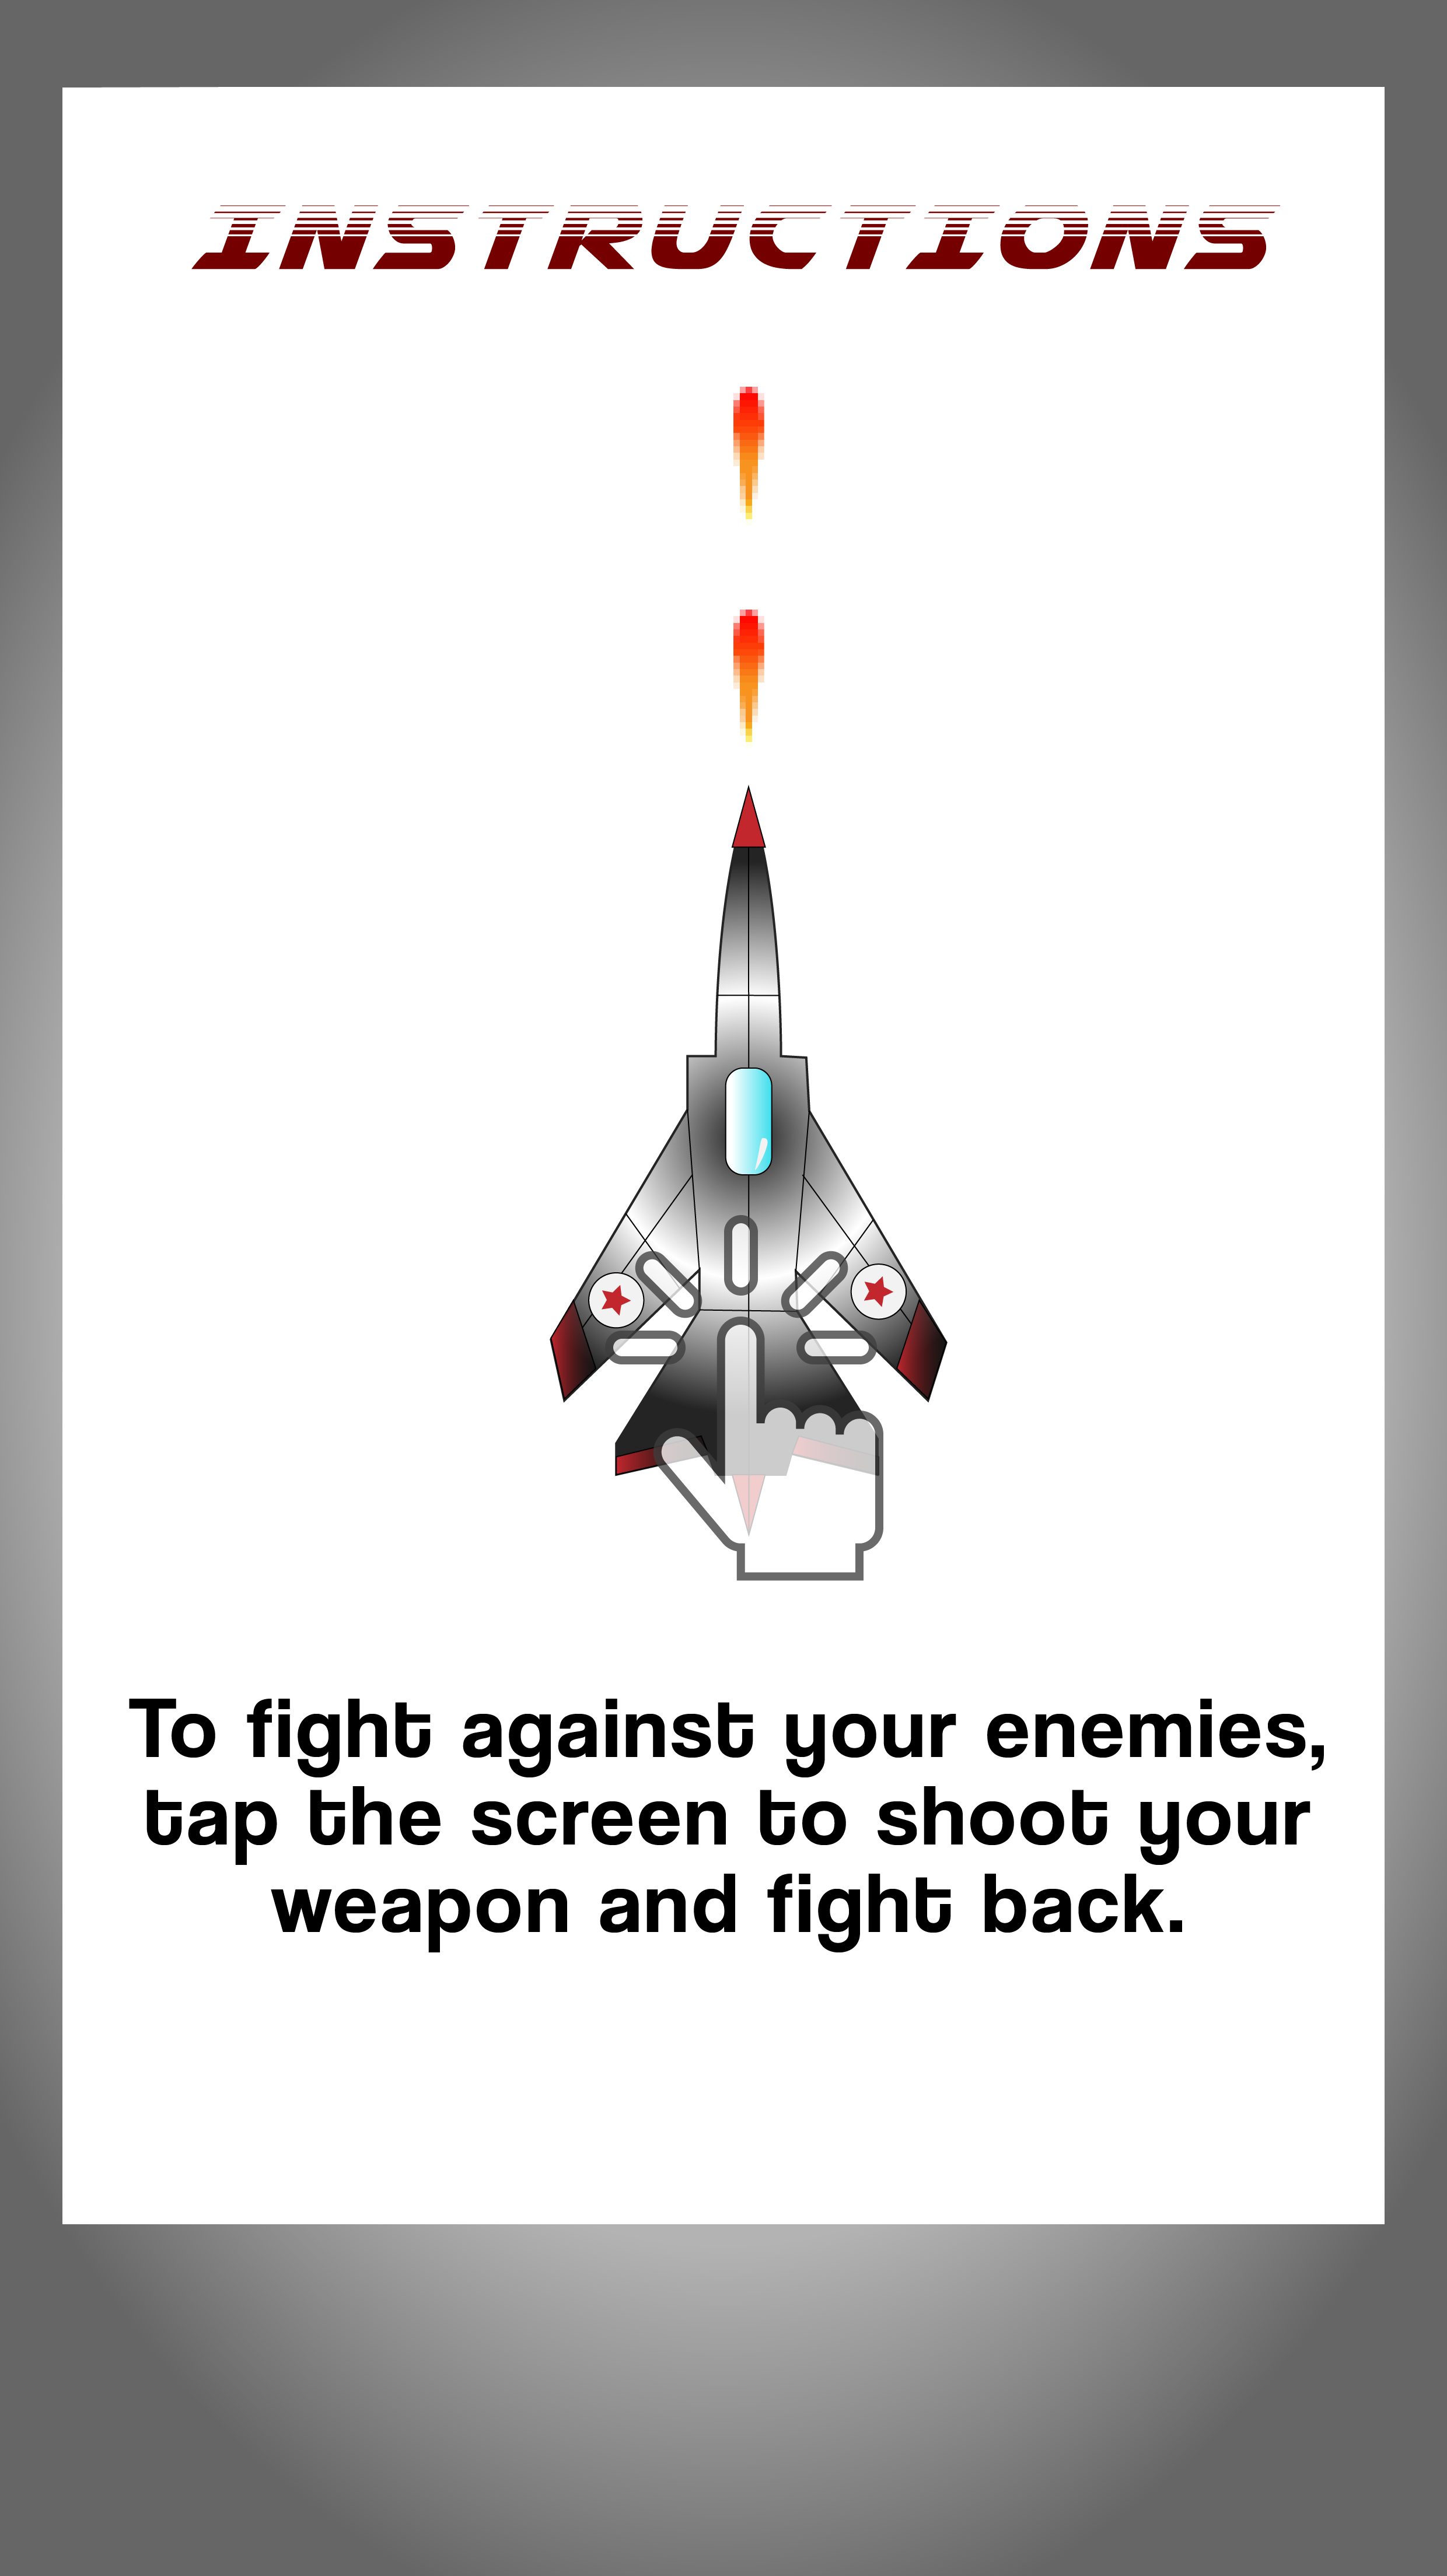 INSTRUCTIONS
To fight against your enemies,
tap the screen to shoot your
weapon and fight back.